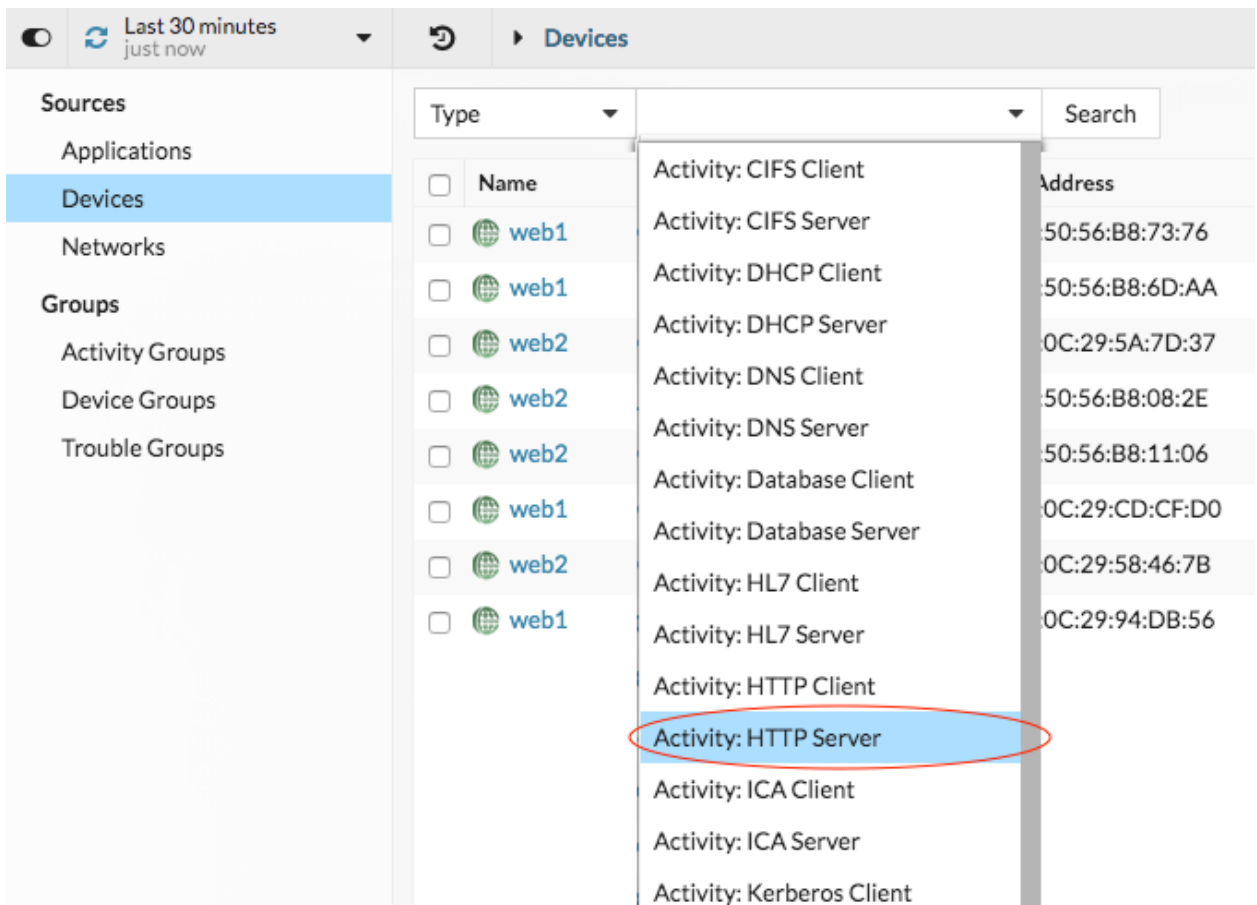 Last 30 minutes
just now
Devices
Sources
Applications
Devices
Networks
Groups
Activity Groups
Device Groups
Trouble Groups
Type
Search
Name
Address
web1
:50:56:B8:73:76
web1
:50:56:B8:6D:AA
web2
:0C:29:5A:7D:37
web2
:50:56:B8:08:2E
web2
:50:56:B8:11:06
web1
:0C:29:CD:CF:D0
web2
:0C:29:58:46:7B
web1
:0C:29:94:DB:56
Activity: CIFS Client
Activity: CIFS Server
Activity: DHCP Client
Activity: DHCP Server
Activity: DNS Client
Activity: DNS Server
Activity: Database Client
Activity: Database Server
Activity: HL7 Client
Activity: HL7 Server
Activity: HTTP Client
Activity: HTTP Server
Activity: ICA Client
Activity: ICA Server
Activity: Kerberos Client